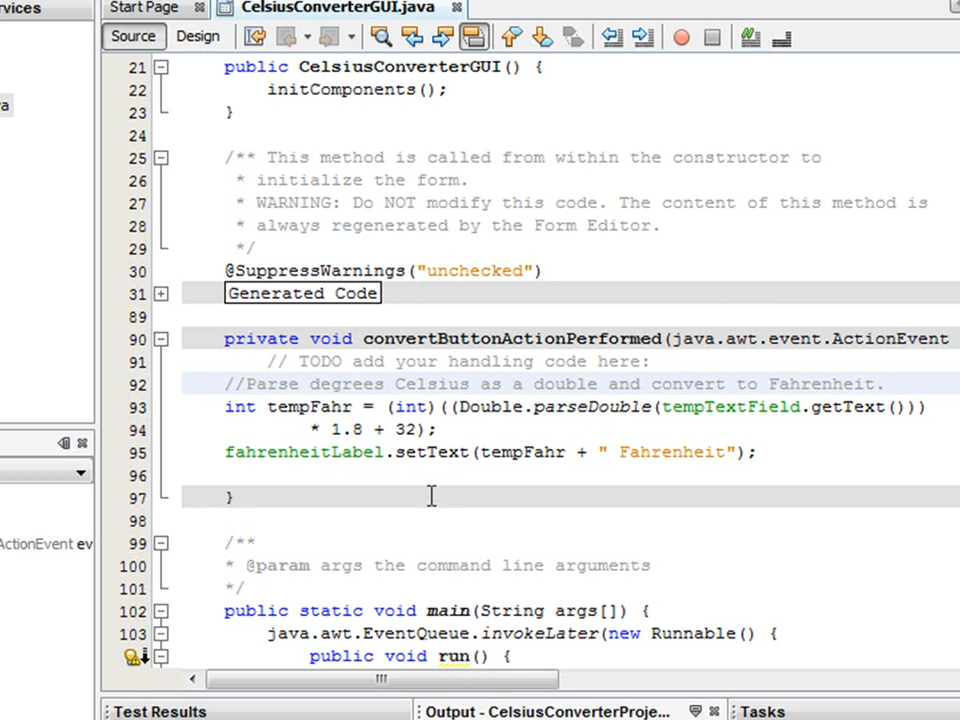 rvices
Start Page
CelsiusConverterGUI.java
Source
Design
21 public CelsiusConverterGUI() {
22 initComponents();
23 }
24
25 /** This method is called from within the constructor to
26 * initialize the form.
27 * WARNING: Do NOT modify this code. The content of this method is
28 * always regenerated by the Form Editor.
29 */
30 @SuppressWarnings("unchecked")
31 Generated Code
89
90 private void convertButtonActionPerformed(java.awt.event.ActionEvent
91 // TODO add your handling code here:
92 //Parse degrees Celsius as a double and convert to Fahrenheit.
93 int tempFahr = (int)((Double.parseDouble(tempTextField.getText()))
94 * 1.8 + 32);
95 fahrenheitLabel.setText(tempFahr + " Fahrenheit");
96
97 }
98
99 /**
100 * @param args the command line arguments
101 */
102 public static void main(String args[]) {
103 java.awt.EventQueue.invokeLater(new Runnable() {
public void run() {
a
ActionEvent ev
Test Results
Output - CelsiusConverterProje...
Tasks